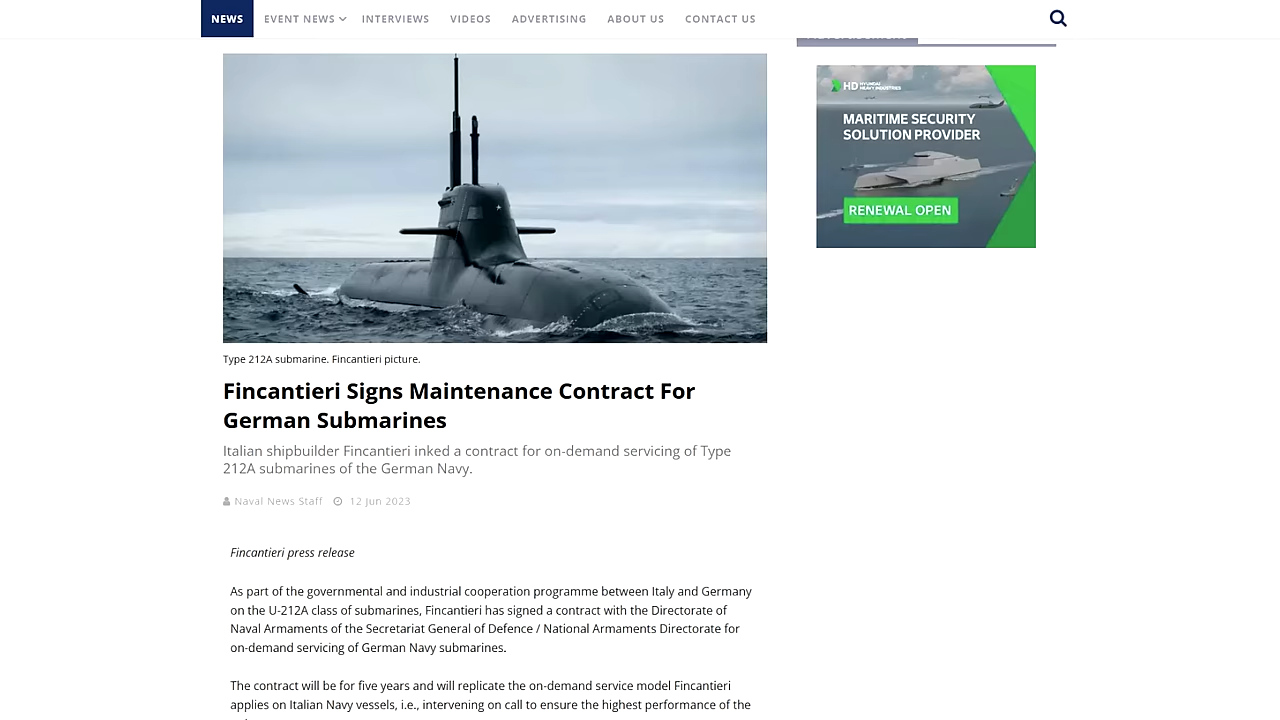 NEWS
EVENT NEWS
INTERVIEWS
VIDEOS
ADVERTISING
ABOUT US
CONTACT US
Type 212A submarine. Fincantieri picture.
Fincantieri Signs Maintenance Contract For
German Submarines
Italian shipbuilder Fincantieri inked a contract for on-demand servicing of Type
212A submarines of the German Navy.
Naval News Staff 12 Jun 2023
Fincantieri press release
As part of the governmental and industrial cooperation programme between Italy and Germany
on the U-212A class of submarines, Fincantieri has signed a contract with the Directorate of
Naval Armaments of the Secretariat General of Defence / National Armaments Directorate for
on-demand servicing of German Navy submarines.
The contract will be for five years and will replicate the on-demand service model Fincantieri
applies on Italian Navy vessels, i.e., intervening on call to ensure the highest performance of the
HD HYUNDAI
HEAVY INDUSTRIES
MARITIME SECURITY
SOLUTION PROVIDER
RENEWAL OPEN